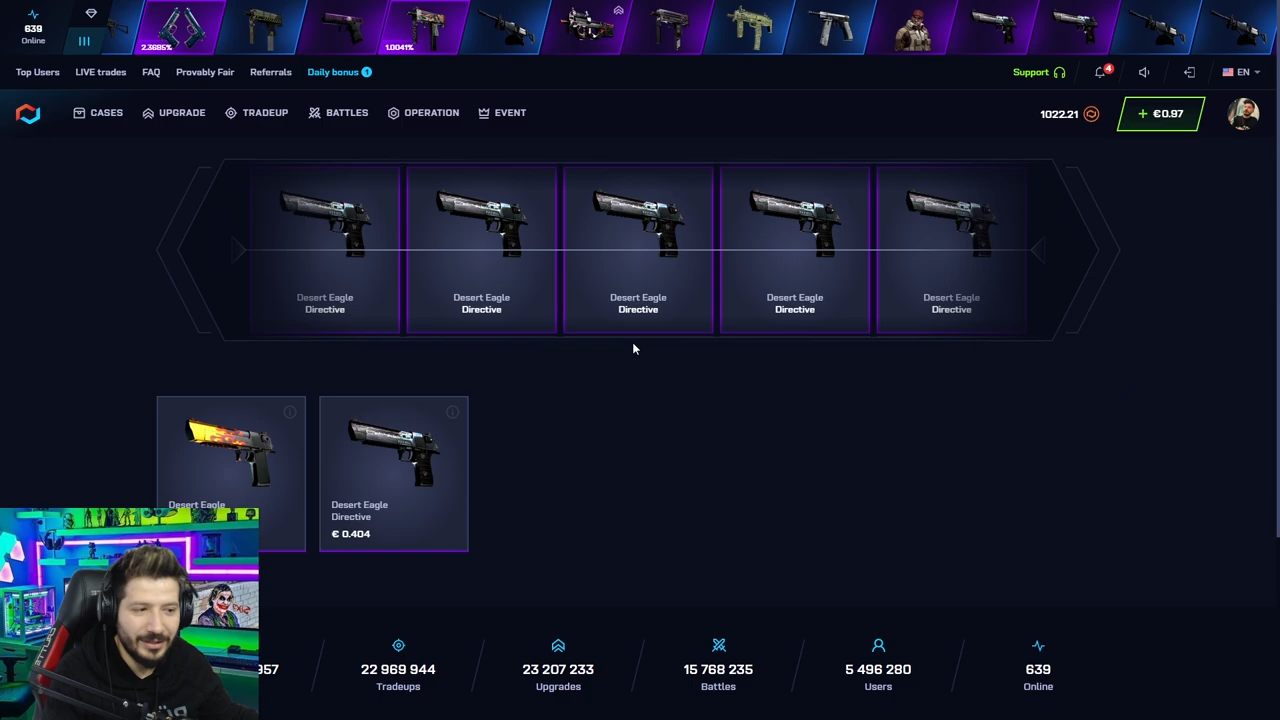 639
Online
2.3685%
1.0041%
Top Users
LIVE trades
FAQ
Provably Fair
Referrals
Daily bonus 1
Support
4
EN
CASES
UPGRADE
TRADEUP
BATTLES
OPERATION
EVENT
1022.21
+ €0.97
Desert Eagle
Directive
Desert Eagle
Directive
Desert Eagle
Directive
Desert Eagle
Directive
Desert Eagle
Directive
Desert Eagle
Desert Eagle
Directive
€ 0.404
957
22 969 944
Tradeups
23 207 233
Upgrades
15 768 235
Battles
5 496 280
Users
639
Online